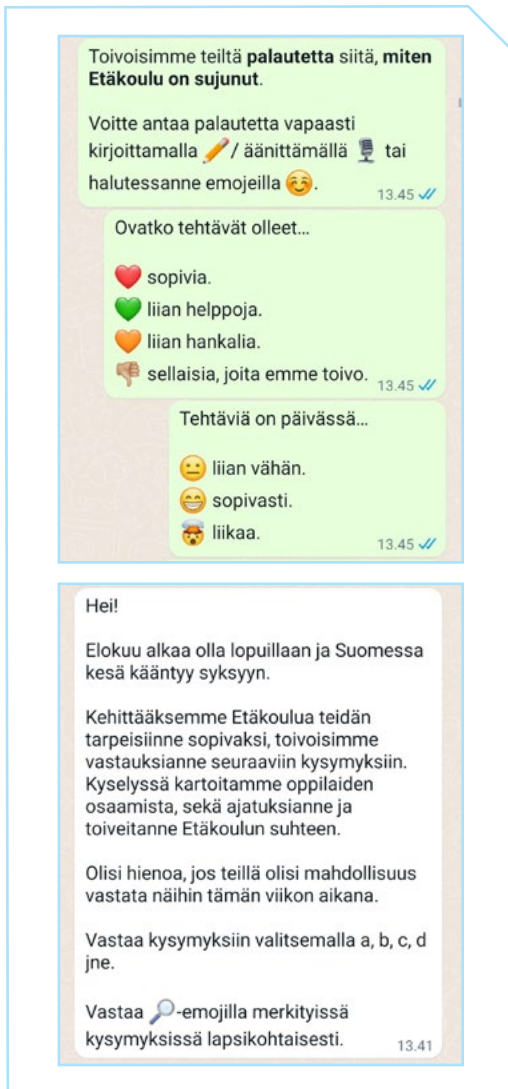 Toivoisimme teiltä palautetta siitä, miten
Etäkoulu on sujunut.
Voitte antaa palautetta vapaasti
kirjoittamalla ✏️/ äänittämällä 🎙️ tai
halutessanne emojeilla ☺️.
13.45
Ovatko tehtävät olleet...
❤️ sopivia.
💚 liian helppoja.
🧡 liian hankalia.
👎🏼 sellaisia, joita emme toivo.
13.45
Tehtäviä on päivässä...
😐 liian vähän.
😁 sopivasti.
🤯 liikaa.
13.45
Hei!
Elokuu alkaa olla lopuillaan ja Suomessa
kesä kääntyy syksyyn.
Kehittääksemme Etäkoulua teidän
tarpeisiinne sopivaksi, toivoisimme
vastauksianne seuraaviin kysymyksiin.
Kyselyssä kartoitamme oppilaiden
osaamista, sekä ajatuksianne ja
toiveitanne Etäkoulun suhteen.
Olisi hienoa, jos teillä olisi mahdollisuus
vastata näihin tämän viikon aikana.
Vastaa kysymyksiin valitsemalla a, b, c, d
jne.
Vastaa 🔎-emojilla merkityissä
kysymyksissä lapsikohtaisesti.
13.41